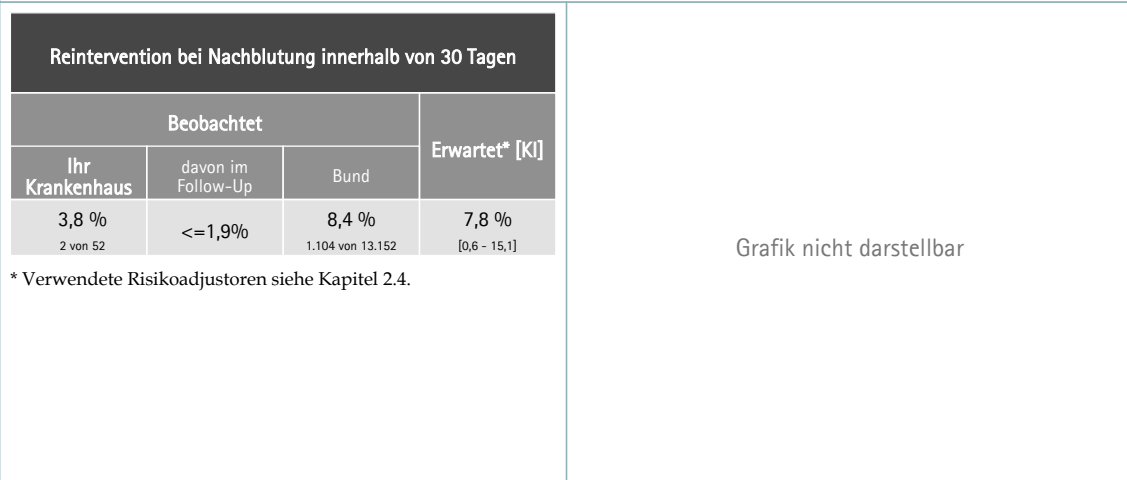 Reintervention bei Nachblutung innerhalb von 30 Tagen
Beobachtet
Erwartet* [KI]
Ihr
Krankenhaus
davon im
Follow-Up
Bund
3,8 %
2 von 52
<=1,9%
8,4 %
1.104 von 13.152
7,8 %
[0,6 - 15,1]
* Verwendete Risikoadjustoren siehe Kapitel 2.4.
Grafik nicht darstellbar